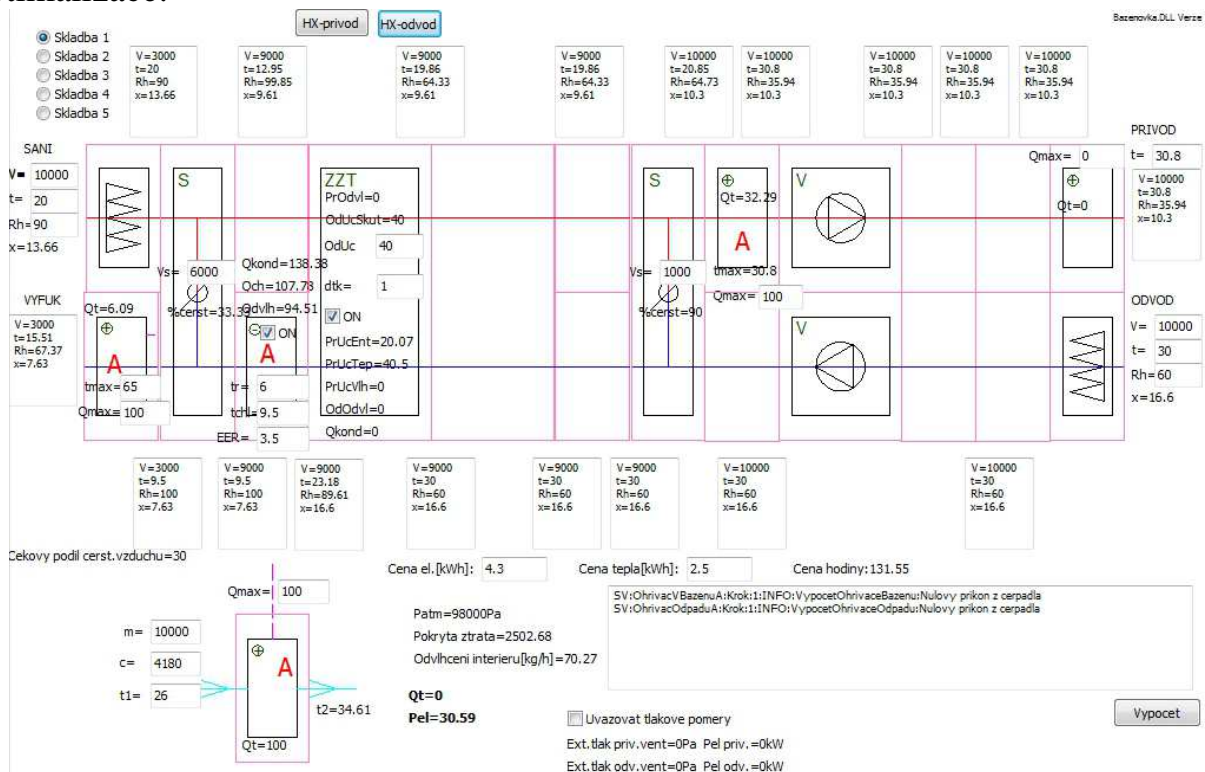 HX-privod HX-odvod
Bazenovka.DLL Verze
Skladba 1
Skladba 2
Skladba 3
Skladba 4
Skladba 5
V=3000
t=20
Rh=90
x=13.66
V=9000
t=12.95
Rh=99.85
x=9.61
V=9000
t=19.86
Rh=64.33
x=9.61
V=9000
t=19.86
Rh=64.33
x=9.61
V=10000
t=20.85
Rh=64.73
x=10.3
V=10000
t=30.8
Rh=35.94
x=10.3
V=10000
t=30.8
Rh=35.94
x=10.3
V=10000
t=30.8
Rh=35.94
x=10.3
V=10000
t=30.8
Rh=35.94
x=10.3
SANI
V= 10000
t= 20
Rh= 90
x=13.66
S
Vs= 6000
%cerst=33.33
Qkond=138.38
Qch=107.73
Qdvlh=94.51
ON
A
tr= 6
tchl= 9.5
EER= 3.5
ZZT
PrOdvl=0
OdUcSkut=40
OdUc 40
dtk= 1
ON
PrUcEnt=20.07
PrUcTep=40.5
PrUcVlh=0
OdOdvl=0
Qkond=0
S
Vs= 1000
%cerst=90
Qt=32.29
A
tmax=30.8
Qmax= 100
V
V
Qmax= 0
Qt=0
PRIVOD
t= 30.8
V=10000
t=30.8
Rh=35.94
x=10.3
VYFUK
V=3000
t=15.51
Rh=67.37
x=7.63
Qt=6.09
A
tmax= 65
Qmax= 100
ODVOD
V= 10000
t= 30
Rh= 60
x=16.6
V=3000
t=9.5
Rh=100
x=7.63
V=9000
t=9.5
Rh=100
x=7.63
V=9000
t=23.18
Rh=89.61
x=16.6
V=9000
t=30
Rh=60
x=16.6
V=9000
t=30
Rh=60
x=16.6
V=9000
t=30
Rh=60
x=16.6
V=10000
t=30
Rh=60
x=16.6
V=10000
t=30
Rh=60
x=16.6
Cekovy podil cerst.vzduchu=30
Cena el.[kWh]: 4.3 Cena tepla[kWh]: 2.5 Cena hodiny:131.55
Qmax= 100
m= 10000
c= 4180
t1= 26
A
t2=34.61
Qt=100
Patm=98000Pa
Pokryta ztrata=2502.68
Odvlhceni interieru[kg/h]=70.27
Qt=0
Pel=30.59
SV:OhrivacVBazenuA:Krok:1:INFO:VypocetOhrivaceBazenu:Nulovy prikon z cerpadla
SV:OhrivacOdpaduA:Krok:1:INFO:VypocetOhrivaceOdpadu:Nulovy prikon z cerpadla
Uvazovat tlakove pomery
Vypocet
Ext.tlak priv.vent=0Pa Pel priv.=0kW
Ext.tlak odv.vent=0Pa Pel odv.=0kW